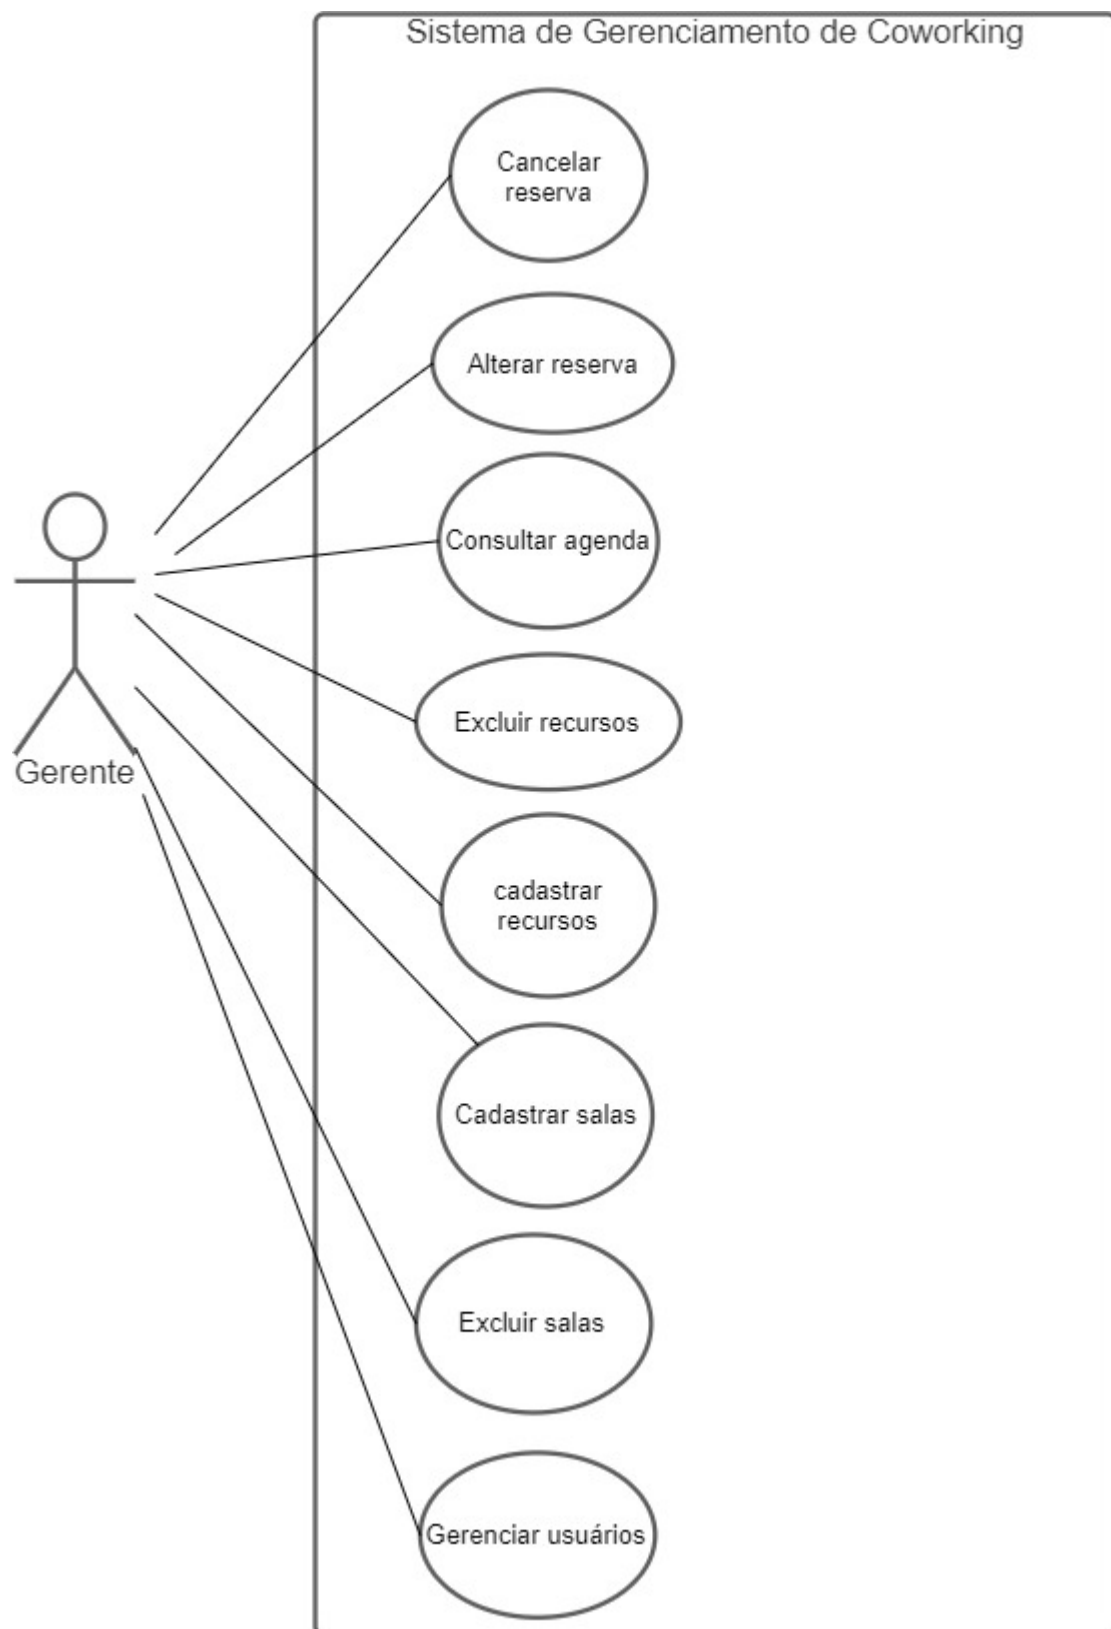 Sistema de Gerenciamento de Coworking
Cancelar
reserva
Alterar reserva
Consultar agenda
Excluir recursos
Gerente
cadastrar
recursos
Cadastrar salas
Excluir salas
Gerenciar usuários